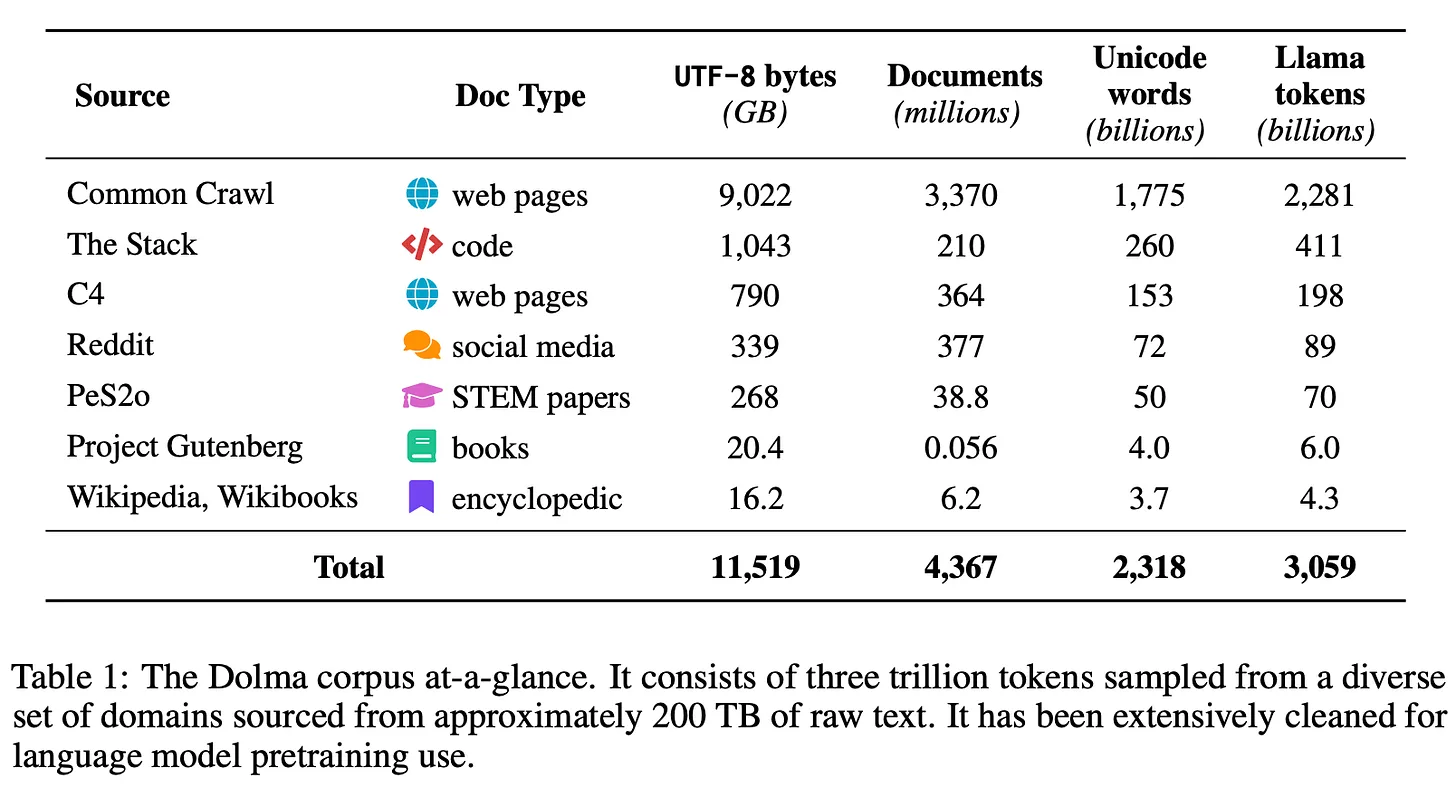 Source Doc Type UTF-8 bytes (GB) Documents (millions) Unicode words (billions) Llama tokens (billions)
Common Crawl web pages 9,022 3,370 1,775 2,281
The Stack </> code 1,043 210 260 411
C4 web pages 790 364 153 198
Reddit social media 339 377 72 89
PeS2o STEM papers 268 38.8 50 70
Project Gutenberg books 20.4 0.056 4.0 6.0
Wikipedia, Wikibooks encyclopedic 16.2 6.2 3.7 4.3
Total 11,519 4,367 2,318 3,059
Table 1: The Dolma corpus at-a-glance. It consists of three trillion tokens sampled from a diverse
set of domains sourced from approximately 200 TB of raw text. It has been extensively cleaned for
language model pretraining use.